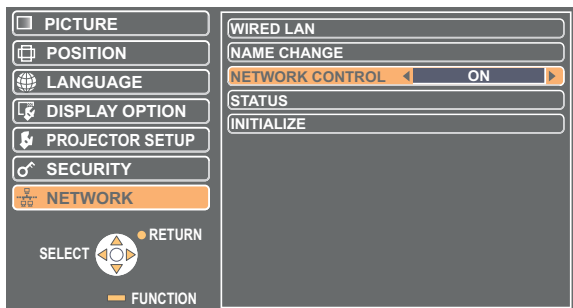 PICTURE
POSITION
LANGUAGE
DISPLAY OPTION
PROJECTOR SETUP
SECURITY
NETWORK
SELECT
RETURN
FUNCTION
WIRED LAN
NAME CHANGE
NETWORK CONTROL ON
STATUS
INITIALIZE